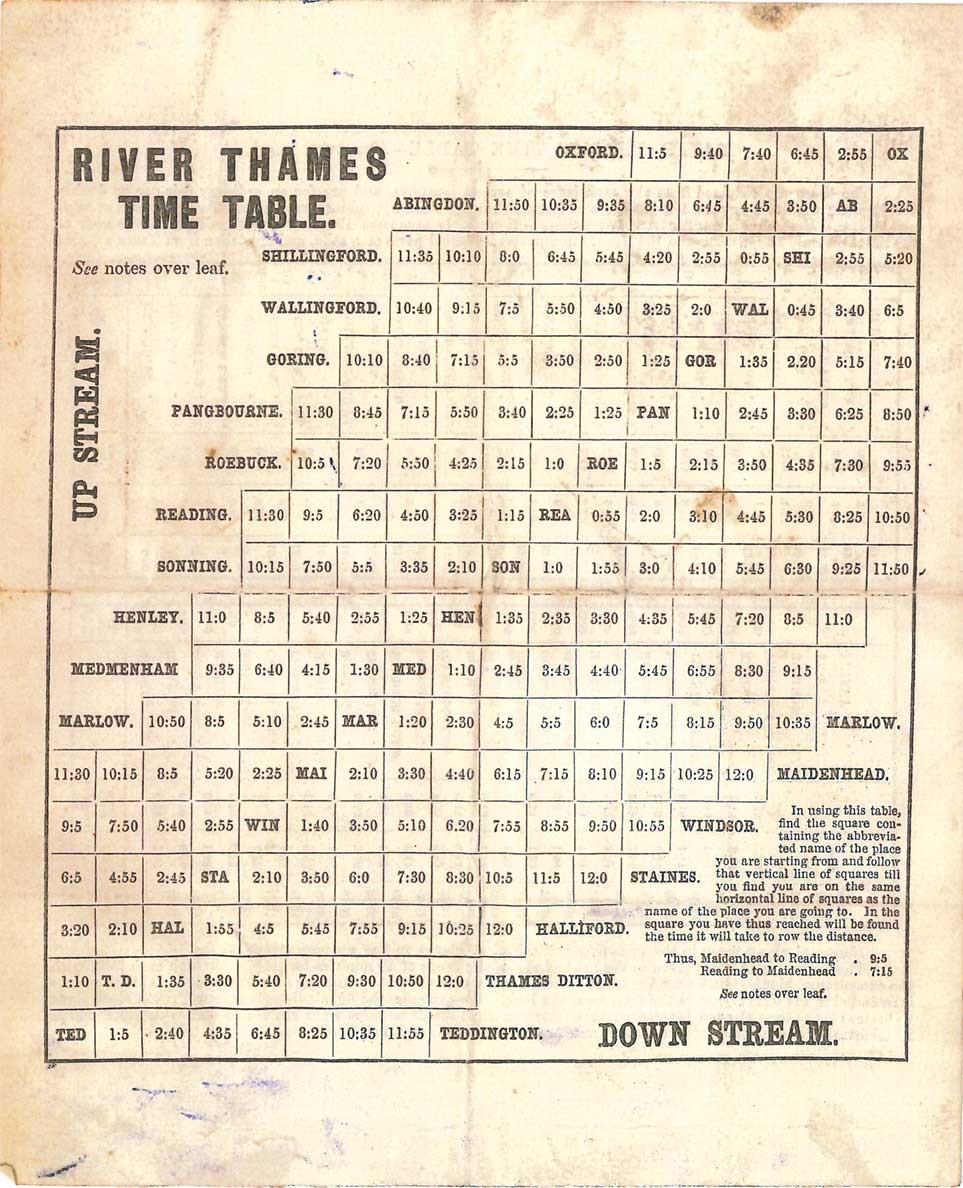 RIVER THAMES
TIME TABLE.
See notes over leaf.
UP STREAM.
OXFORD. 11:5 9:40 7:40 6:45 2:55 OX
ABINGDON. 11:50 10:35 9:35 8:10 6:45 4:45 3:50 AB 2:25
SHILLINGFORD. 11:35 10:10 8:0 6:45 5:45 4:20 2:55 0:55 SHI 2:55 5:20
WALLINGFORD. 10:40 9:15 7:5 5:50 4:50 3:25 2:0 WAL 0:45 3:40 6:5
GORING. 10:10 8:40 7:15 5:5 3:50 2:50 1:25 GOR 1:35 2.20 5:15 7:40
PANGBOURNE. 11:30 8:45 7:15 5:50 3:40 2:25 1:25 PAN 1:10 2:45 3:30 6:25 8:50
ROEBUCK. 10:5 7:20 5:50 4:25 2:15 1:0 ROE 1:5 2:15 3:50 4:35 7:30 9:55
READING. 11:30 9:5 6:20 4:50 3:25 1:15 REA 0:55 2:0 3:10 4:45 5:30 8:25 10:50
SONNING. 10:15 7:50 5:5 3:35 2:10 SON 1:0 1:55 3:0 4:10 5:45 6:30 9:25 11:50
HENLEY. 11:0 8:5 5:40 2:55 1:25 HEN 1:35 2:35 3:30 4:35 5:45 7:20 8:5 11:0
MEDMENHAM 9:35 6:40 4:15 1:30 MED 1:10 2:45 3:45 4:40 5:45 6:55 8:30 9:15
MARLOW. 10:50 8:5 5:10 2:45 MAR 1:20 2:30 4:5 5:5 6:0 7:5 8:15 9:50 10:35 MARLOW.
11:30 10:15 8:5 5:20 2:25 MAI 2:10 3:30 4:40 6:15 7:15 8:10 9:15 10:25 12:0 MAIDENHEAD.
9:5 7:50 5:40 2:55 WIN 1:40 3:50 5:10 6.20 7:55 8:55 9:50 10:55 WINDSOR.
6:5 4:55 2:45 STA 2:10 3:50 6:0 7:30 8:30 10:5 11:5 12:0 STAINES.
3:20 2:10 HAL 1:55 4:5 5:45 7:55 9:15 10:25 12:0 HALLIFORD.
1:10 T. D. 1:35 3:30 5:40 7:20 9:30 10:50 12:0 THAMES DITTON.
TED 1:5 2:40 4:35 6:45 8:25 10:35 11:55 TEDDINGTON.
In using this table,
find the square con-
taining the abbrevia-
ted name of the place
you are starting from and follow
that vertical line of squares till
you find you are on the same
horizontal line of squares as the
name of the place you are going to. In the
square you have thus reached will be found
the time it will take to row the distance.
Thus, Maidenhead to Reading . 9:5
Reading to Maidenhead . 7:15
See notes over leaf.
DOWN STREAM.